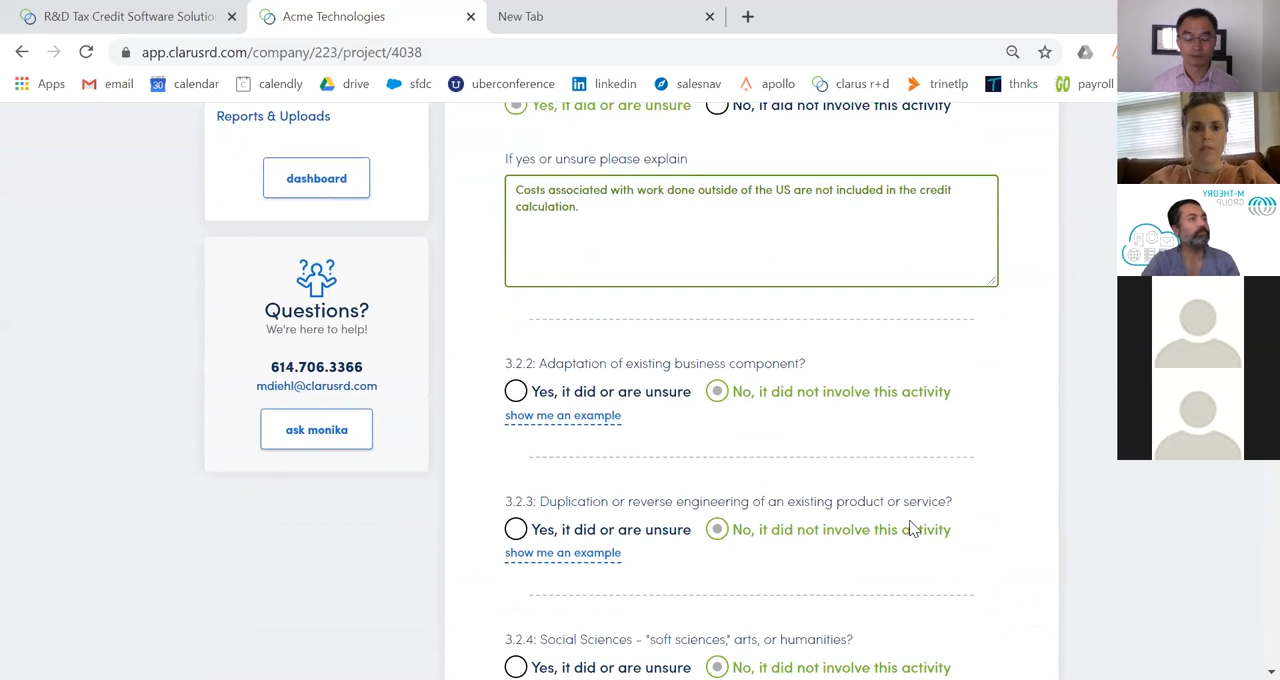 R&D Tax Credit Software Solutio
Acme Technologies
New Tab
app.clarusrd.com/company/223/project/4038
Apps email 30 calendar C calendly drive sfdc U uberconference in linkedin salesnav apollo clarus r+d trinetlp T thnks GO payroll
Reports & Uploads
dashboard
Questions?
We're here to help!
614.706.3366
mdiehl@clarusrd.com
ask monika
Yes, it did or are unsure No, it did not involve this activity
If yes or unsure please explain
Costs associated with work done outside of the US are not included in the credit
calculation.
3.2.2: Adaptation of existing business component?
Yes, it did or are unsure No, it did not involve this activity
show me an example
3.2.3: Duplication or reverse engineering of an existing product or service?
Yes, it did or are unsure No, it did not involve this activity
show me an example
3.2.4: Social Sciences - "soft sciences," arts, or humanities?
Yes, it did or are unsure No, it did not involve this activity
M-THEORY
GROUP